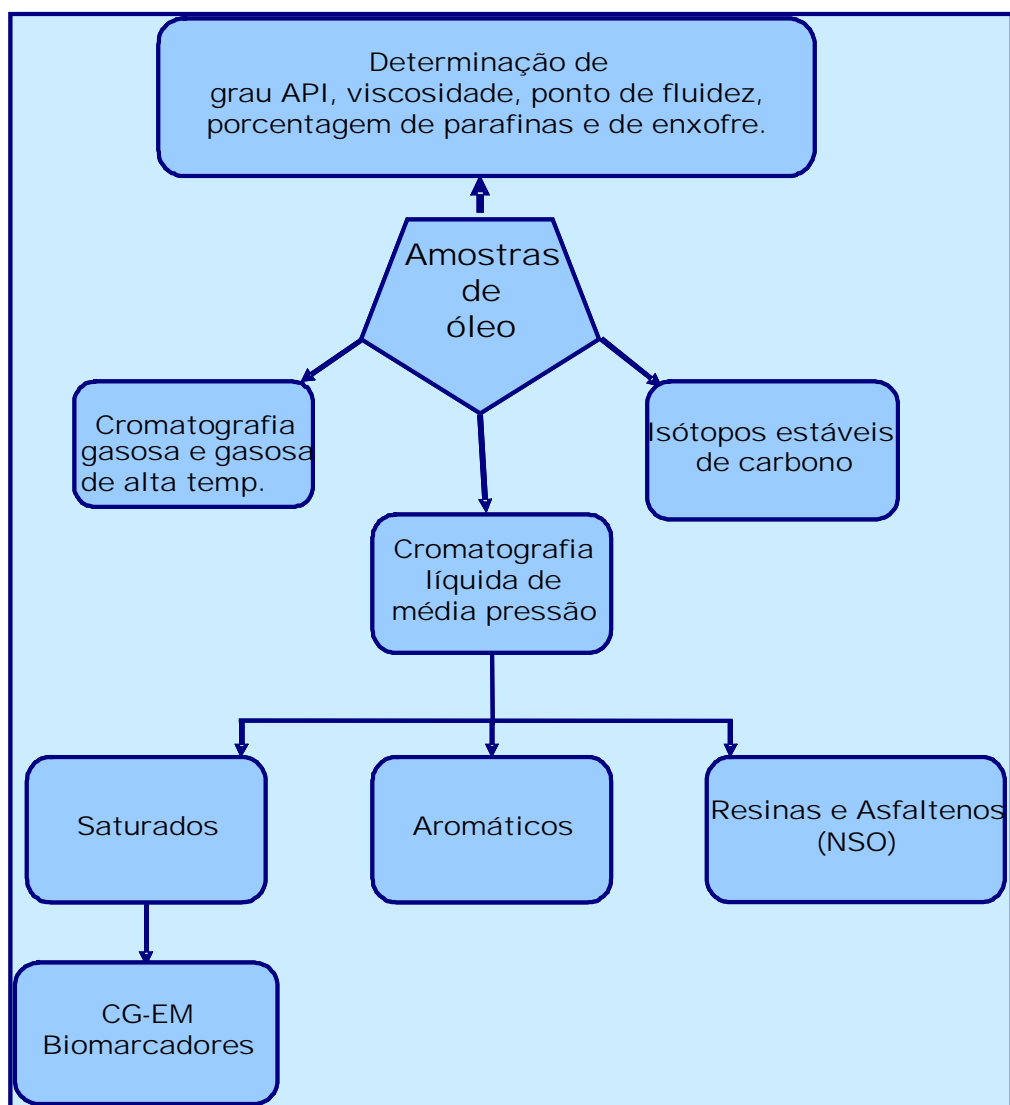 Determinação de
grau API, viscosidade, ponto de fluidez,
porcentagem de parafinas e de enxofre.
Amostras
de
óleo
Cromatografia
gasosa e gasosa
de alta temp.
Isótopos estáveis
de carbono
Cromatografia
líquida de
média pressão
Saturados
Aromáticos
Resinas e Asfaltenos
(NSO)
CG-EM
Biomarcadores